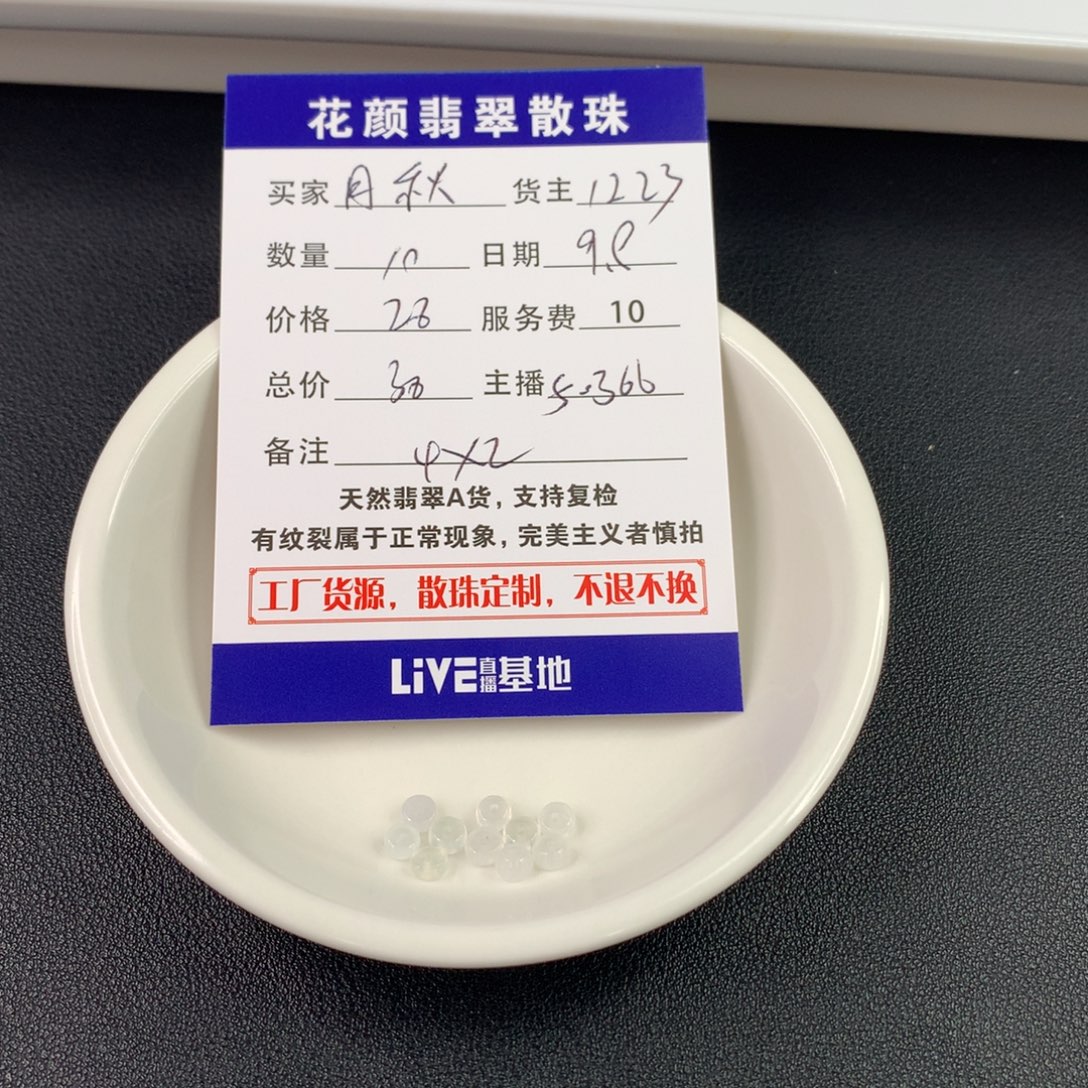 花颜翡翠散珠
买家 月秋 货主 1223
数量 10 日期 9.8
价格 28 服务费 10
总价 主播 5.366
备注 4X2
天然翡翠A货，支持复检
有纹裂属于正常现象，完美主义者慎拍
工厂货源，散珠定制，不退不换
LiVE直播基地